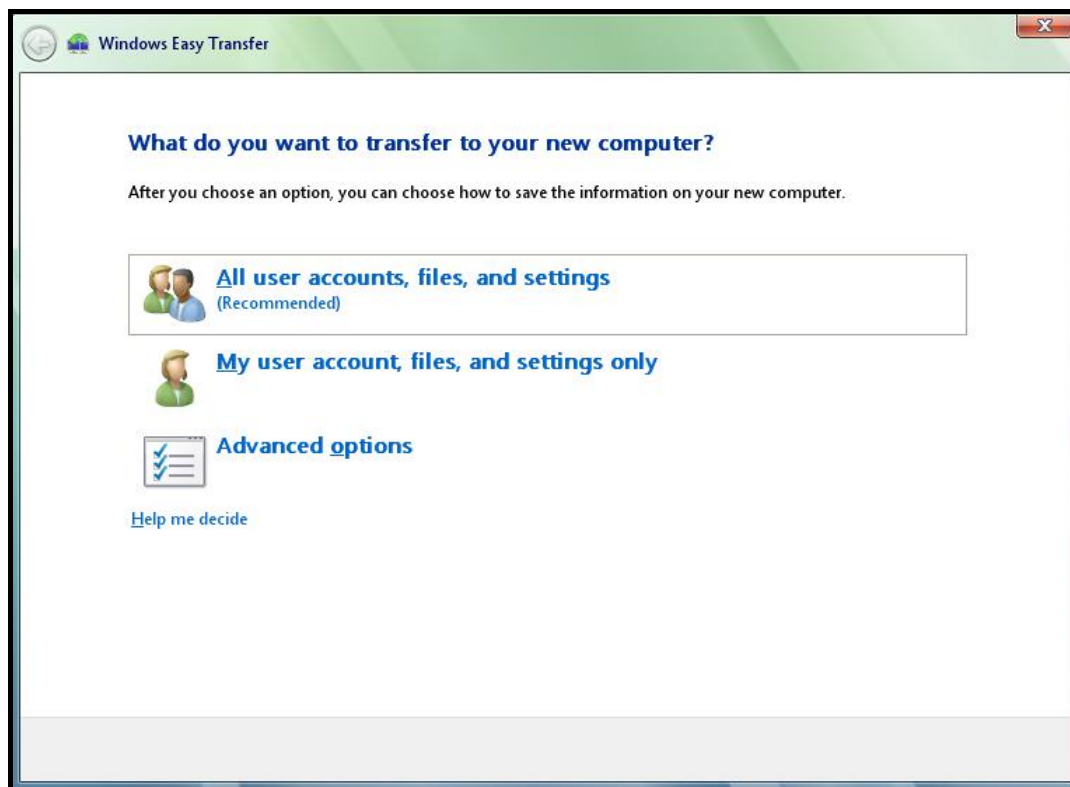 Windows Easy Transfer
What do you want to transfer to your new computer?
After you choose an option, you can choose how to save the information on your new computer.
All user accounts, files, and settings
(Recommended)
My user account, files, and settings only
Advanced options
Help me decide